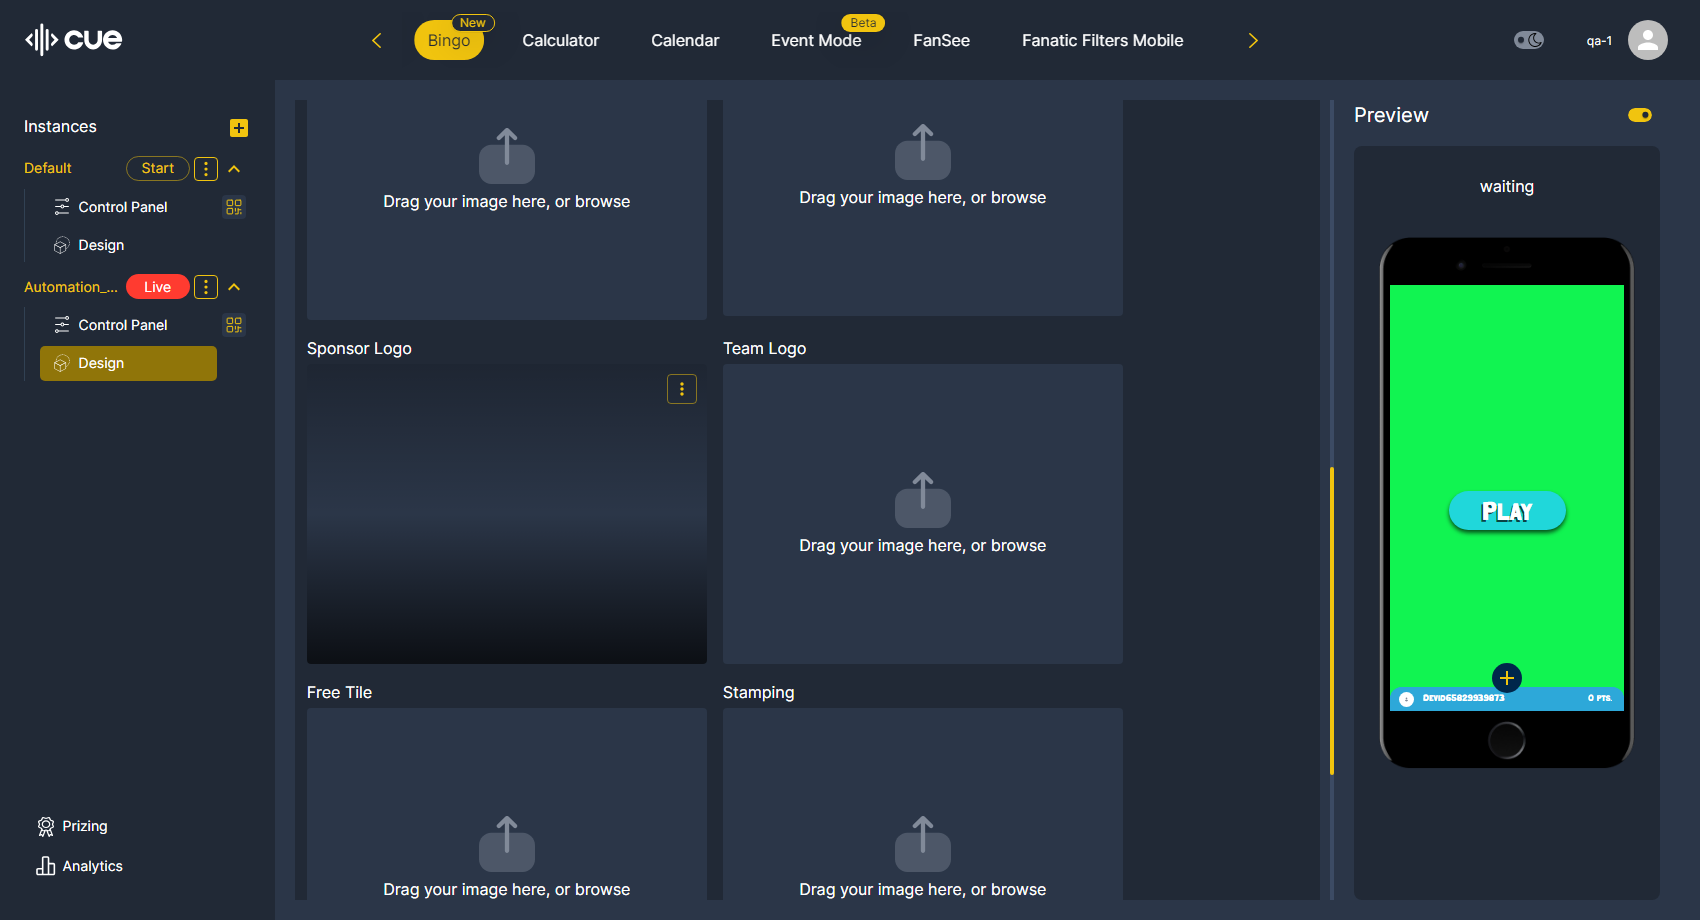 cue
Bingo
New
Calculator
Calendar
Event Mode
Beta
FanSee
Fanatic Filters Mobile
qa-1
Instances
Default
Start
Control Panel
Design
Automation_...
Live
Control Panel
Design
Prizing
Analytics
Drag your image here, or browse
Drag your image here, or browse
Sponsor Logo
Team Logo
Drag your image here, or browse
Free Tile
Stamping
Drag your image here, or browse
Drag your image here, or browse
Preview
waiting
PLAY
DEVID65829939873
0 PTS.